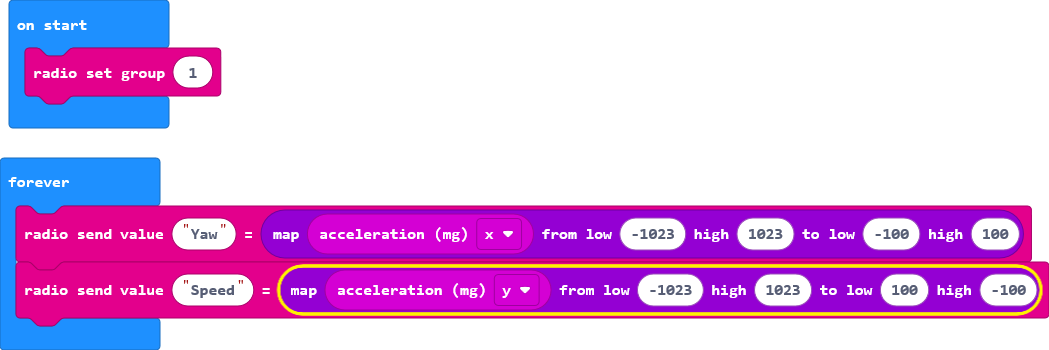 on start
radio set group 1
forever
radio send value "Yaw" = map acceleration (mg) x from low -1023 high 1023 to low -100 high 100
radio send value "Speed" = map acceleration (mg) y from low -1023 high 1023 to low 100 high -100